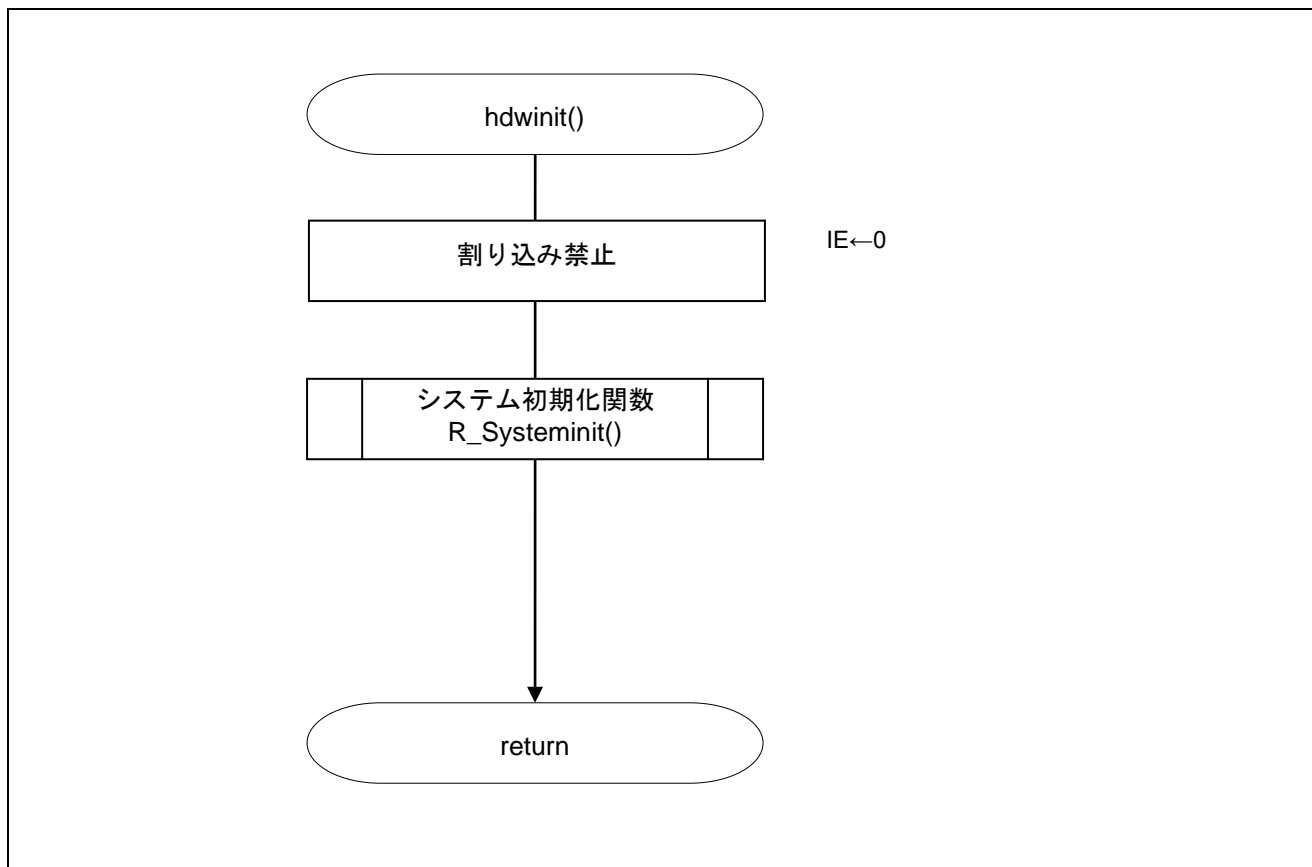 hdwinit()
割り込み禁止
IE←0
システム初期化関数
R_Systeminit()
return